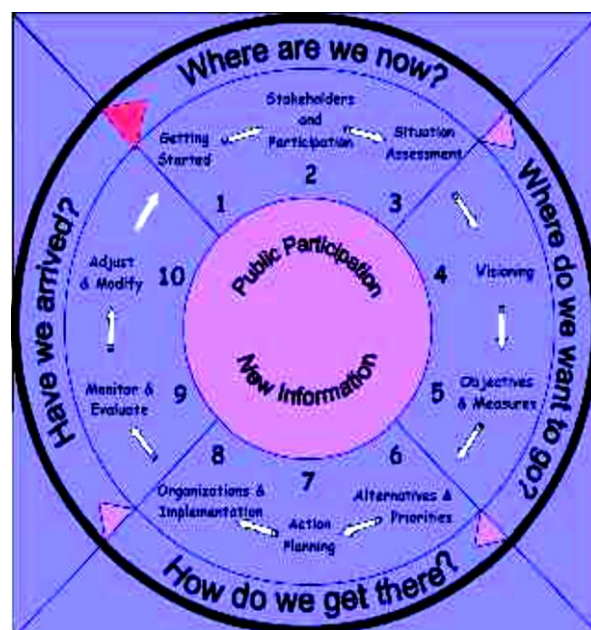 Where are we now?
Getting
Started
1
Stakeholders
and
Participation
2
Situation
Assessment
3
Where do we want to go?
4
Visioning
5
Objectives
& Measures
How do we get there?
6
Alternatives &
Priorities
7
Action
Planning
8
Organizations &
Implementation
Have we arrived?
9
Monitor &
Evaluate
10
Adjust
& Modify
Public Participation
New Information